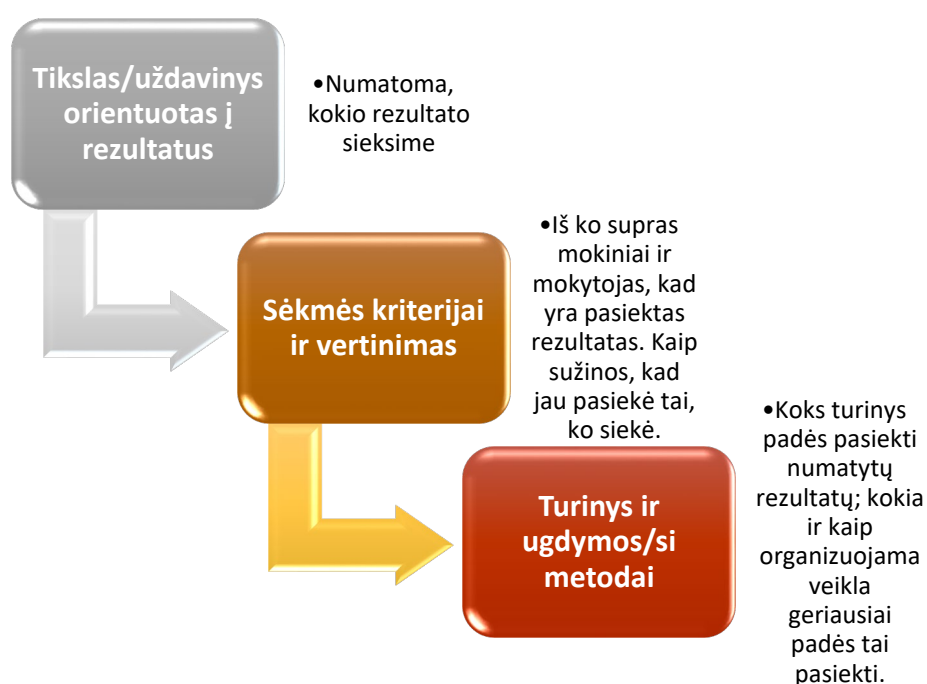 Tikslas/uždavinys
orientuotas į
rezultatus
•Numatoma,
kokio rezultato
sieksime
Sėkmės kriterijai
ir vertinimas
•Iš ko supras
mokiniai ir
mokytojas, kad
yra pasiektas
rezultatas. Kaip
sužinos, kad
jau pasiekė tai,
ko siekė.
Turinys ir
ugdymos/si
metodai
•Koks turinys
padės pasiekti
numatytų
rezultatų; kokia
ir kaip
organizuojama
veikla
geriausiai
padės tai
pasiekti.